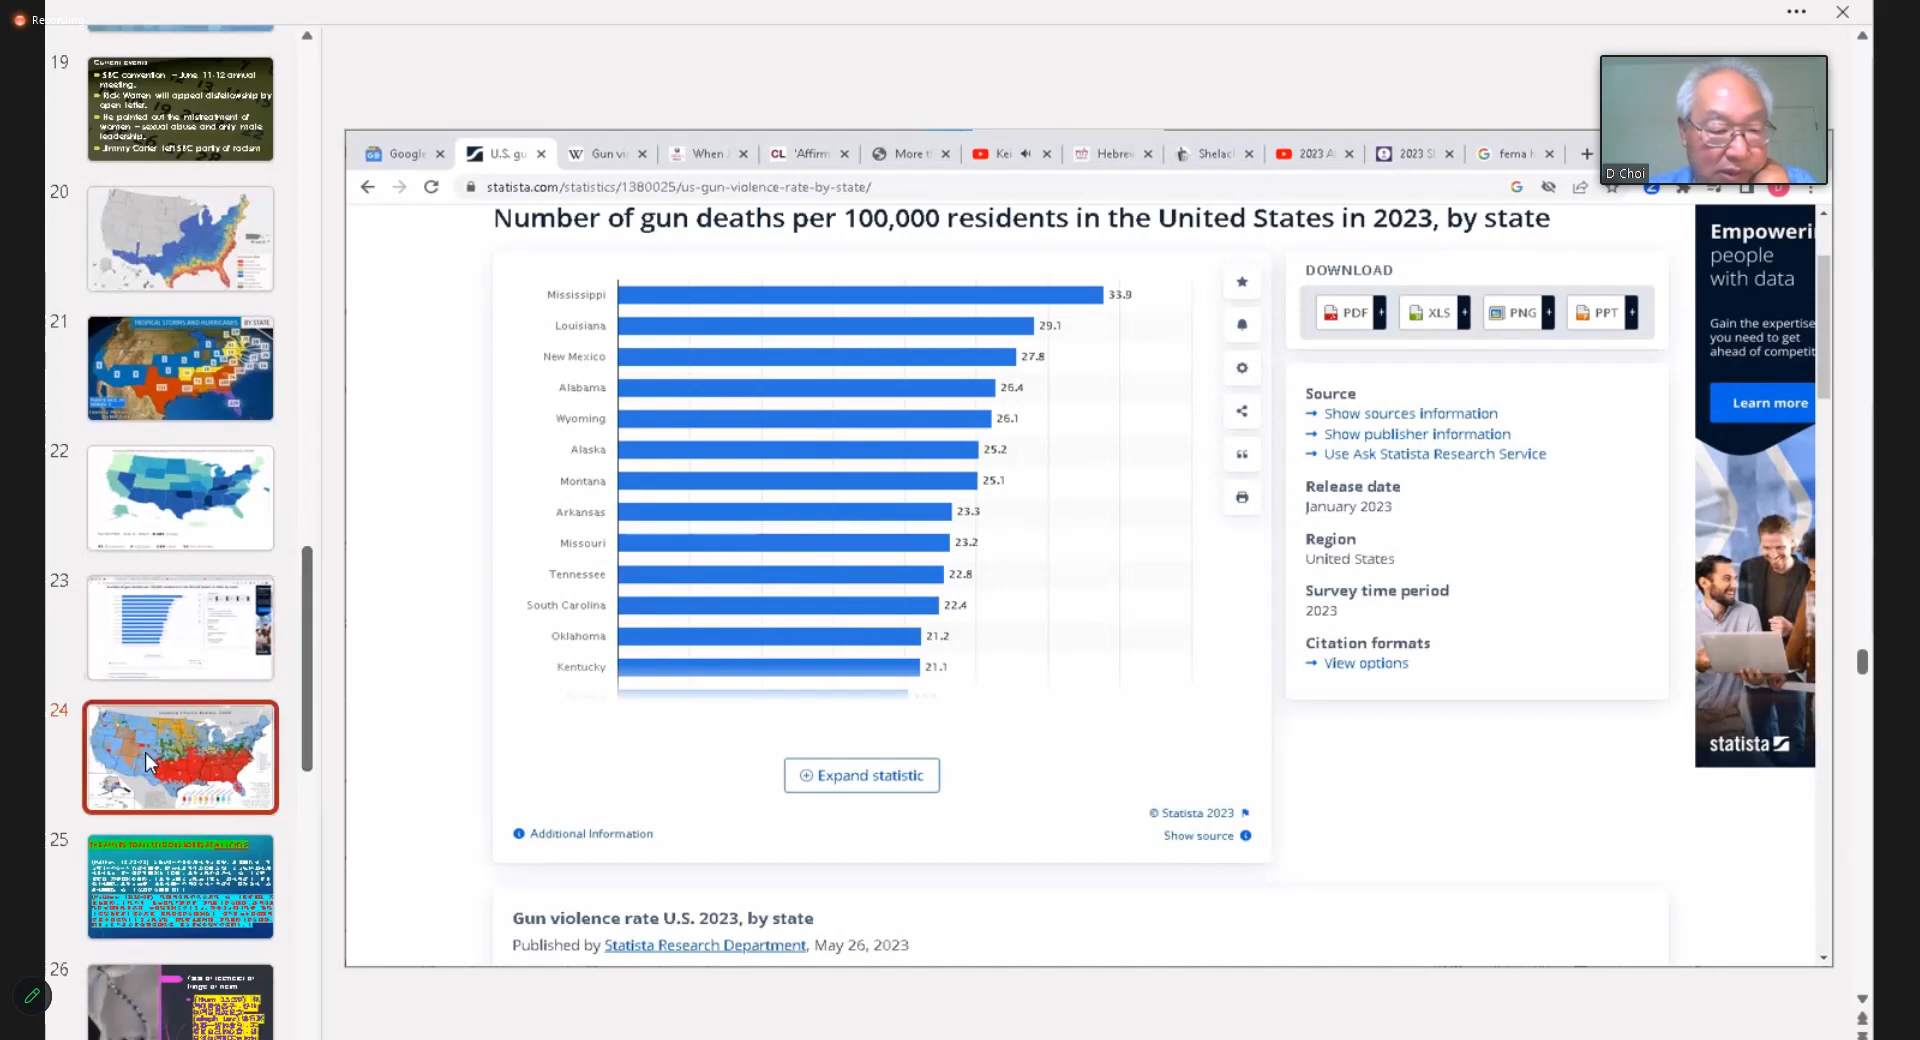 Recording
19
Current Events
SBC convention – June 11-12 annual
meeting.
Rick Warren will appeal disfellowship by
open letter.
He pointed out the mistreatment of
women – sexual abuse and only male
leadership.
Jimmy Carter left SBC partly of racism
20
21
TROPICAL STORMS AND HURRICANES BY STATE
22
23
24
25
26
D Choi
Google
U.S. gu
Gun vi
When
CL 'Affirm
More t
Kei
Hebrew
Shelac
2023 A
2023 S
fema h
statista.com/statistics/1380025/us-gun-violence-rate-by-state/
Number of gun deaths per 100,000 residents in the United States in 2023, by state
Mississippi 33.9
Louisiana 29.1
New Mexico 27.8
Alabama 26.4
Wyoming 26.1
Alaska 25.2
Montana 25.1
Arkansas 23.3
Missouri 23.2
Tennessee 22.8
South Carolina 22.4
Oklahoma 21.2
Kentucky 21.1
Expand statistic
© Statista 2023
Additional Information
Show source
DOWNLOAD
PDF + XLS + PNG + PPT +
Source
→ Show sources information
→ Show publisher information
→ Use Ask Statista Research Service
Release date
January 2023
Region
United States
Survey time period
2023
Citation formats
→ View options
Empoweri
people
with data
Gain the expertise
you need to get
ahead of competit
Learn more
statista
Gun violence rate U.S. 2023, by state
Published by Statista Research Department, May 26, 2023